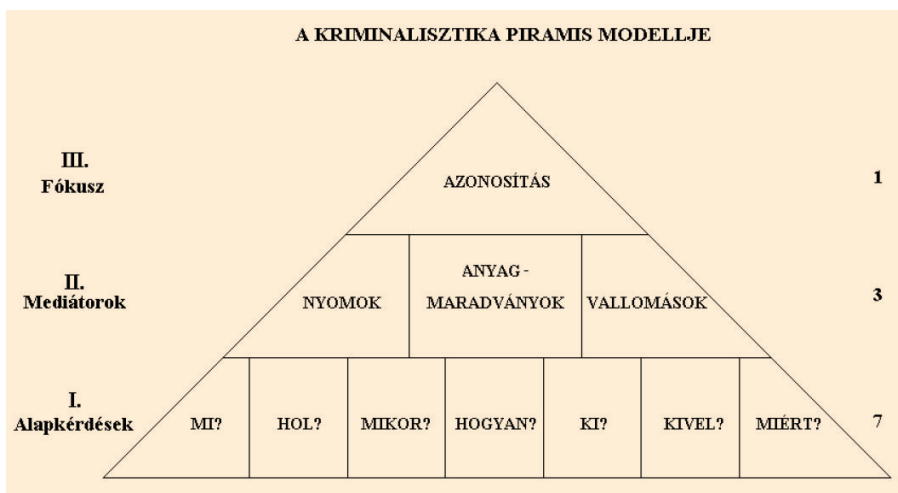 A KRIMINALISZTIKA PIRAMIS MODELLJE
III.
Fókusz
AZONOSÍTÁS
1
II.
Mediátorok
NYOMOK
ANYAG -
MARADVÁNYOK
VALLOMÁSOK
3
I.
Alapkérdések
MI?
HOL?
MIKOR?
HOGYAN?
KI?
KIVEL?
MIÉRT?
7